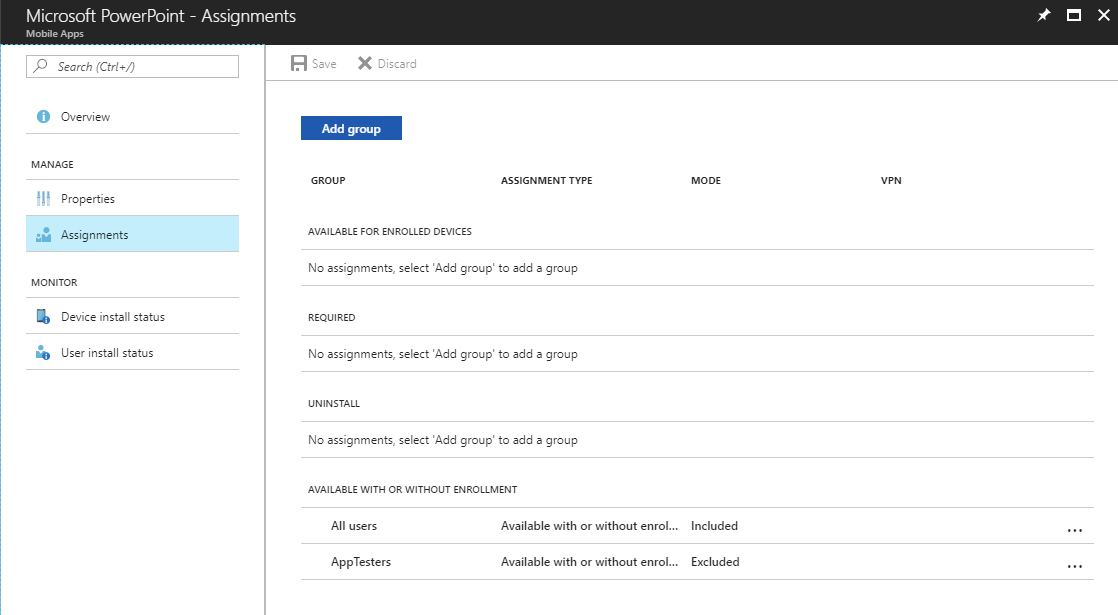 Microsoft PowerPoint - Assignments
Mobile Apps
Search (Ctrl+/)
Overview
MANAGE
Properties
Assignments
MONITOR
Device install status
User install status
Save Discard
Add group
GROUP ASSIGNMENT TYPE MODE VPN
AVAILABLE FOR ENROLLED DEVICES
No assignments, select 'Add group' to add a group
REQUIRED
No assignments, select 'Add group' to add a group
UNINSTALL
No assignments, select 'Add group' to add a group
AVAILABLE WITH OR WITHOUT ENROLLMENT
All users Available with or without enrol... Included ...
AppTesters Available with or without enrol... Excluded ...